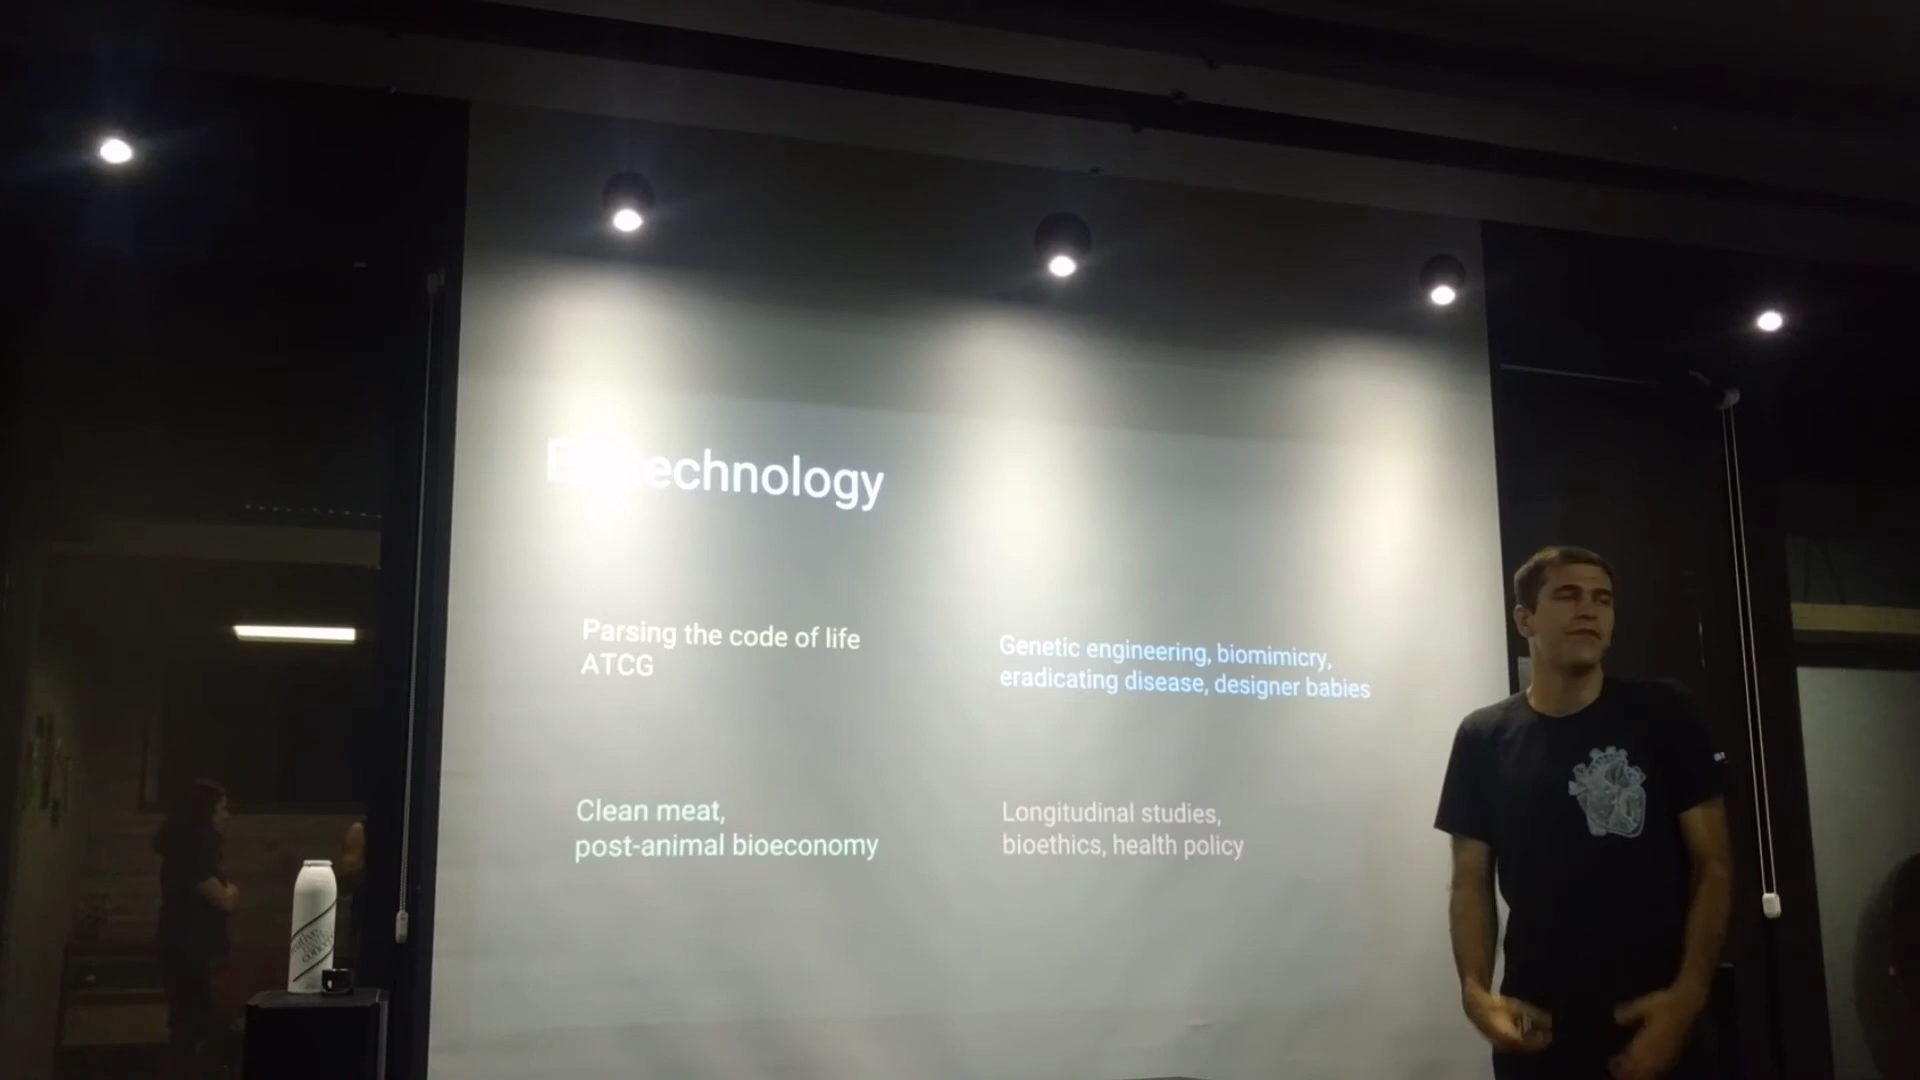 Biotechnology
Parsing the code of life
ATCG
Genetic engineering, biomimicry,
eradicating disease, designer babies
Clean meat,
post-animal bioeconomy
Longitudinal studies,
bioethics, health policy